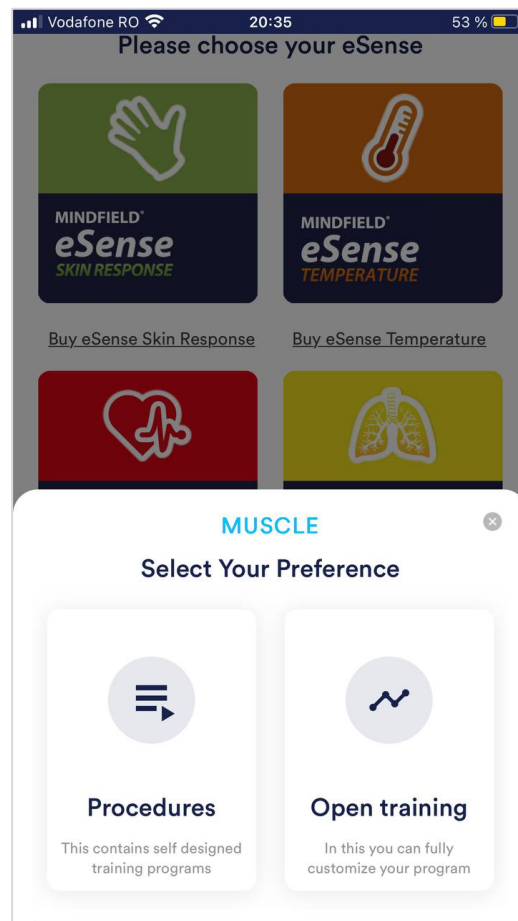 Vodafone RO 20:35 53 %
Please choose your eSense
MINDFIELD®
eSense
SKIN RESPONSE
MINDFIELD®
eSense
TEMPERATURE
Buy eSense Skin Response Buy eSense Temperature
MUSCLE
Select Your Preference
Procedures
This contains self designed
training programs
Open training
In this you can fully
customize your program